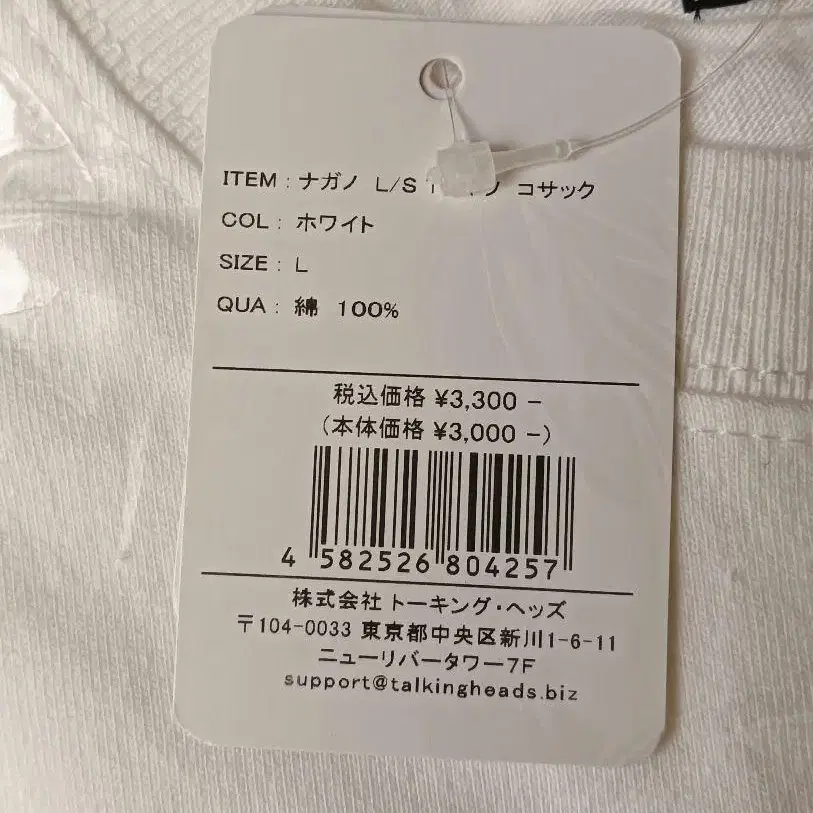 ITEM : ナガノ L/S コサック
COL : ホワイト
SIZE : L
QUA : 綿 100%
税込価格 ¥3,300 −
(本体価格 ¥3,000 −)
4 582526 804257
株式会社 トーキング・ヘッズ
〒104-0033 東京都中央区新川1-6-11
ニューリバータワー7F
support@talkingheads.biz